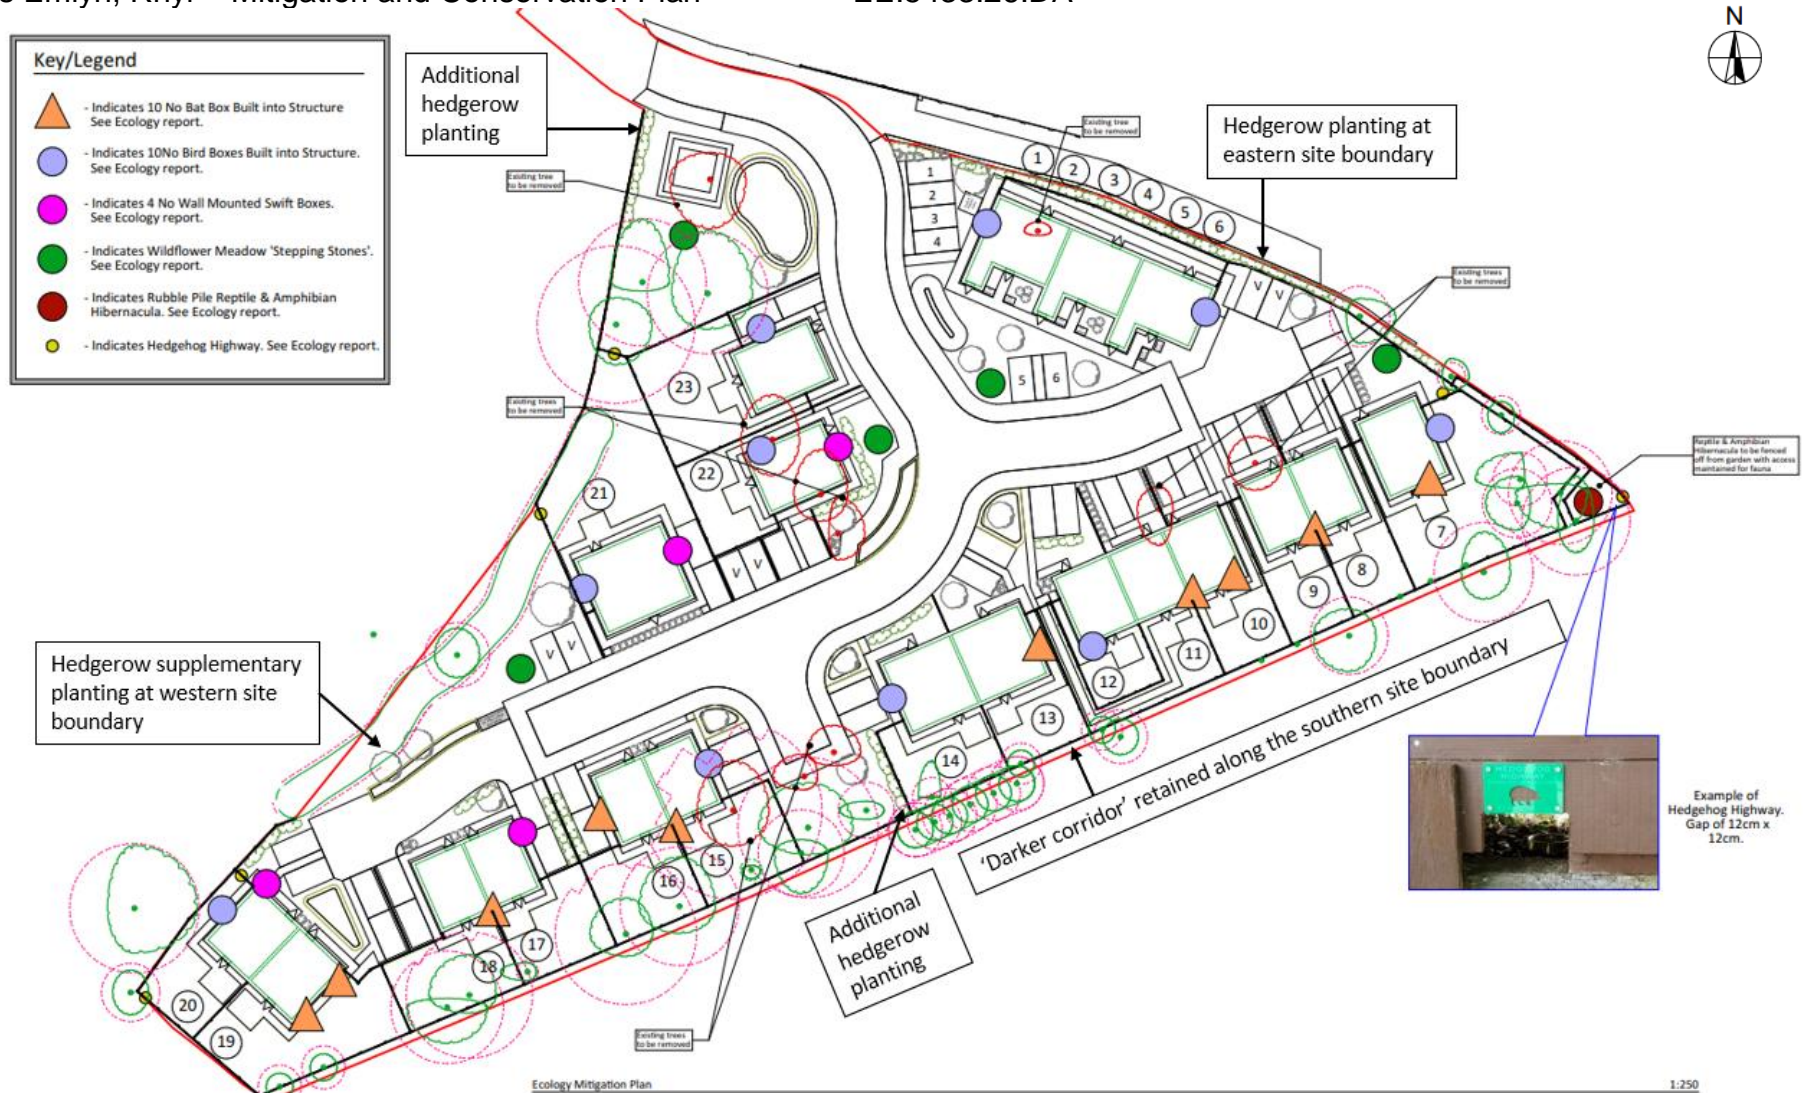 Mitigation and Conservation Plan
N
Key/Legend
- Indicates 10 No Bat Box Built into Structure
See Ecology report.
- Indicates 10No Bird Boxes Built into Structure.
See Ecology report.
- Indicates 4 No Wall Mounted Swift Boxes.
See Ecology report.
- Indicates Wildflower Meadow 'Stepping Stones'.
See Ecology report.
- Indicates Rubble Pile Reptile & Amphibian
Hibernacula. See Ecology report.
- Indicates Hedgehog Highway. See Ecology report.
Additional
hedgerow
planting
Existing tree
to be removed
Existing tree
to be removed
Hedgerow planting at
eastern site boundary
1
2
3
4
5
6
1
2
3
4
V
V
Existing trees
to be removed
5
6
23
Existing trees
to be removed
22
21
V
V
V
V
Reptile & Amphibian
Hibernacula to be fenced
off from garden with access
maintained for fauna
7
8
9
10
11
12
13
14
15
16
17
18
19
20
Hedgerow supplementary
planting at western site
boundary
'Darker corridor' retained along the southern site boundary
Additional
hedgerow
planting
Existing trees
to be removed
Example of
Hedgehog Highway.
Gap of 12cm x
12cm.
Ecology Mitigation Plan
1:250